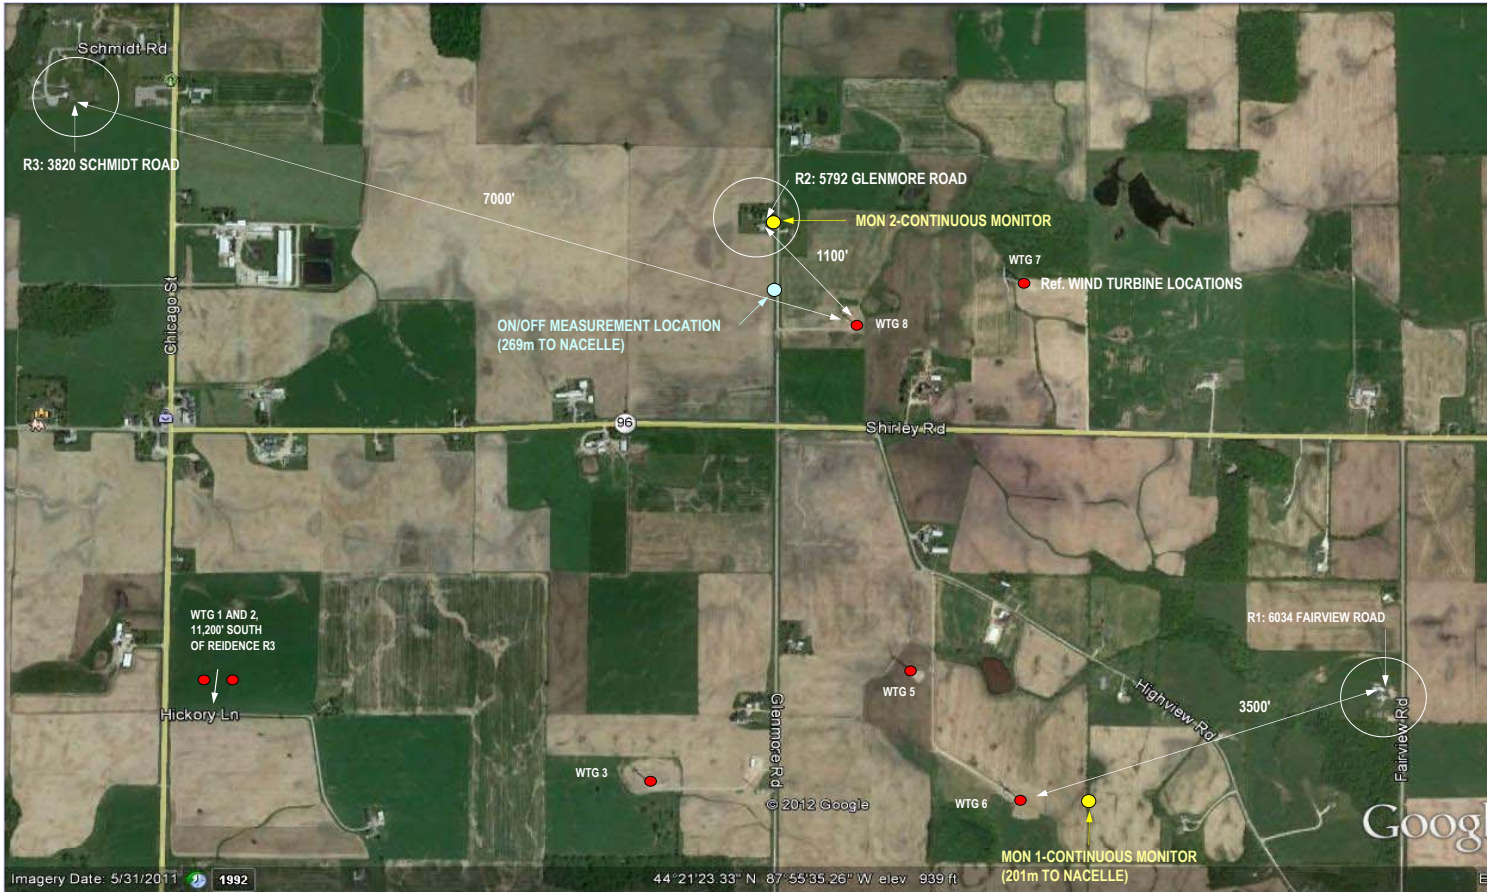 Schmidt Rd
R3: 3820 SCHMIDT ROAD
7000'
R2: 5792 GLENMORE ROAD
MON 2-CONTINUOUS MONITOR
1100'
WTG 7
Ref. WIND TURBINE LOCATIONS
Chicago St
ON/OFF MEASUREMENT LOCATION
(269m TO NACELLE)
WTG 8
96
Shirley Rd
WTG 1 AND 2,
11,200' SOUTH
OF REIDENCE R3
Hickory Ln
R1: 6034 FAIRVIEW ROAD
WTG 5
Highview Rd
3500'
Glenmore Rd
Fairview Rd
WTG 3
WTG 6
© 2012 Google
Googl
MON 1-CONTINUOUS MONITOR
(201m TO NACELLE)
Imagery Date: 5/31/2011
1992
44°21'23.33" N 87°55'35.26" W elev 939 ft
E